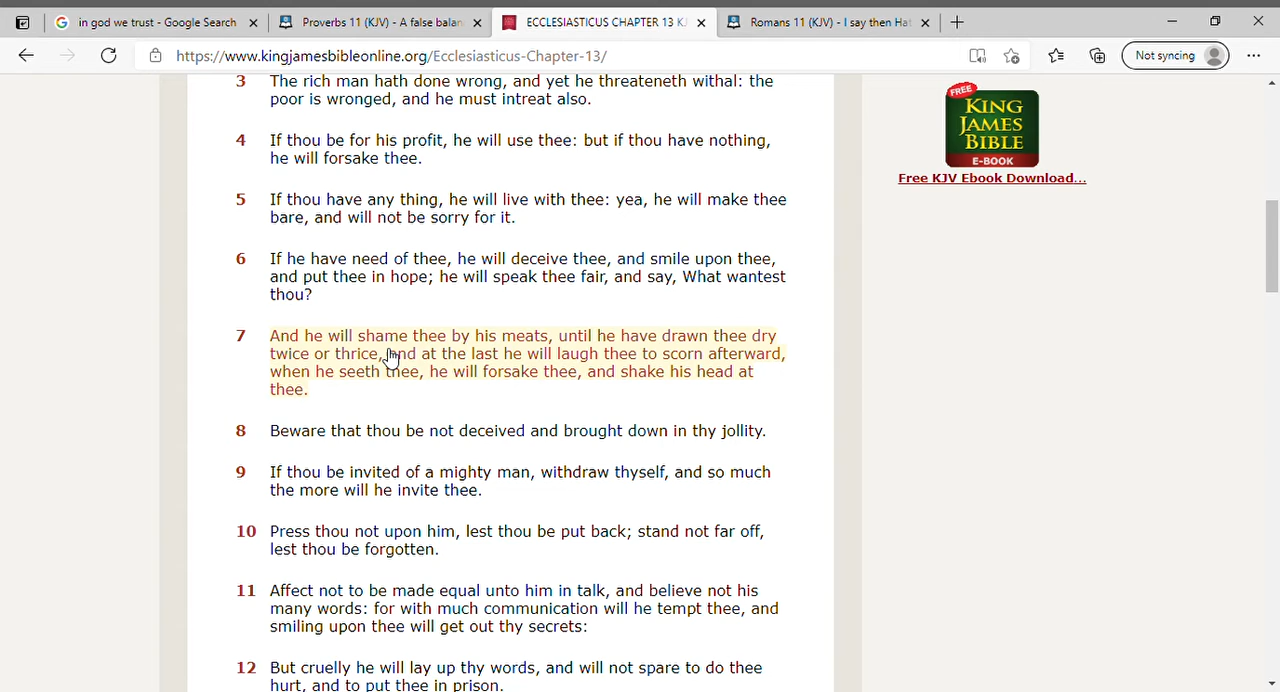 in god we trust - Google Search
Proverbs 11 (KJV) - A false balan
ECCLESIASTICUS CHAPTER 13 KJ
Romans 11 (KJV) - I say then Hat
https://www.kingjamesbibleonline.org/Ecclesiasticus-Chapter-13/
Not syncing
3 The rich man hath done wrong, and yet he threateneth withal: the
poor is wronged, and he must intreat also.
4 If thou be for his profit, he will use thee: but if thou have nothing,
he will forsake thee.
5 If thou have any thing, he will live with thee: yea, he will make thee
bare, and will not be sorry for it.
6 If he have need of thee, he will deceive thee, and smile upon thee,
and put thee in hope; he will speak thee fair, and say, What wantest
thou?
7 And he will shame thee by his meats, until he have drawn thee dry
twice or thrice, and at the last he will laugh thee to scorn afterward,
when he seeth thee, he will forsake thee, and shake his head at
thee.
8 Beware that thou be not deceived and brought down in thy jollity.
9 If thou be invited of a mighty man, withdraw thyself, and so much
the more will he invite thee.
10 Press thou not upon him, lest thou be put back; stand not far off,
lest thou be forgotten.
11 Affect not to be made equal unto him in talk, and believe not his
many words: for with much communication will he tempt thee, and
smiling upon thee will get out thy secrets:
12 But cruelly he will lay up thy words, and will not spare to do thee
hurt, and to put thee in prison.
FREE
KING
JAMES
BIBLE
E-BOOK
Free KJV Ebook Download...